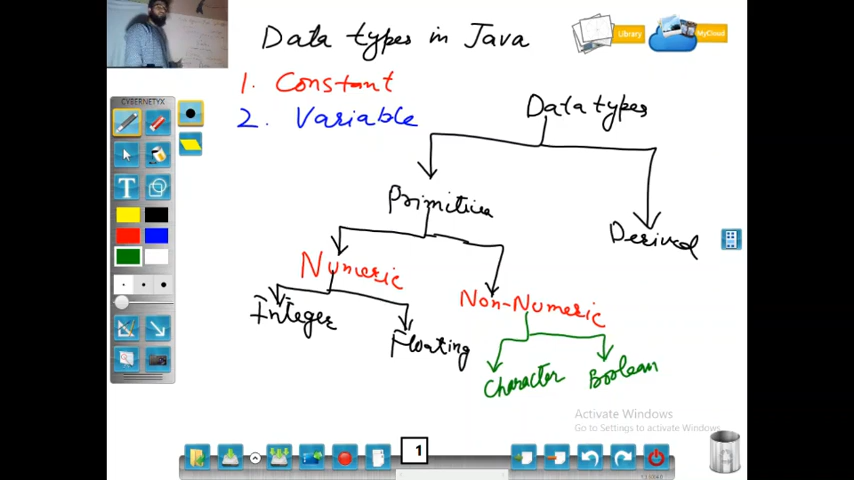 Data types in Java
Library
MyCloud
1. Constant
2. Variable
CYBERNETYX
Data types
Primitive
Derived
Numeric
Non-Numeric
Integer
Floating
Character
Boolean
T
Activate Windows
Go to Settings to activate Windows.
1